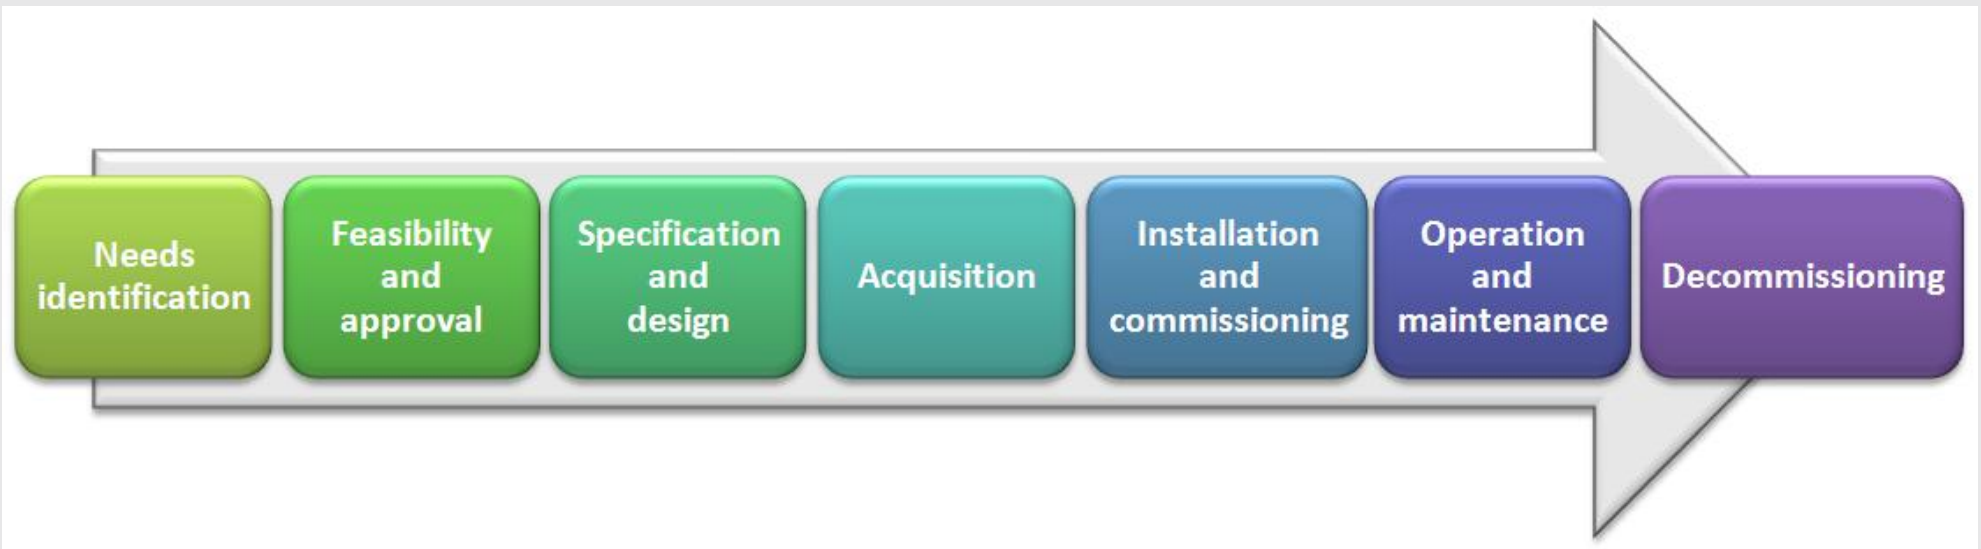 Needs
identification
Feasibility
and
approval
Specification
and
design
Acquisition
Installation
and
commissioning
Operation
and
maintenance
Decommissioning